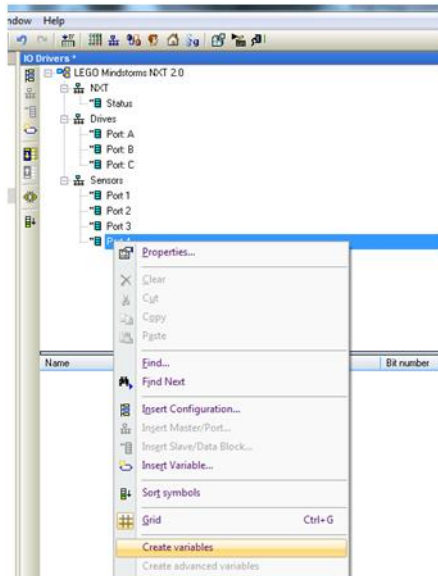 ndow Help
IO Drivers *
LEGO Mindstorms NXT 2.0
NXT
Status
Drives
Port A
Port B
Port C
Sensors
Port 1
Port 2
Port 3
Properties...
Clear
Cut
Copy
Paste
Name
Find...
Bit number
Find Next
Insert Configuration...
Insert Master/Port...
Insert Slave/Data Block...
Insert Variable...
Sort symbols
Grid Ctrl+G
Create variables
Create advanced variables